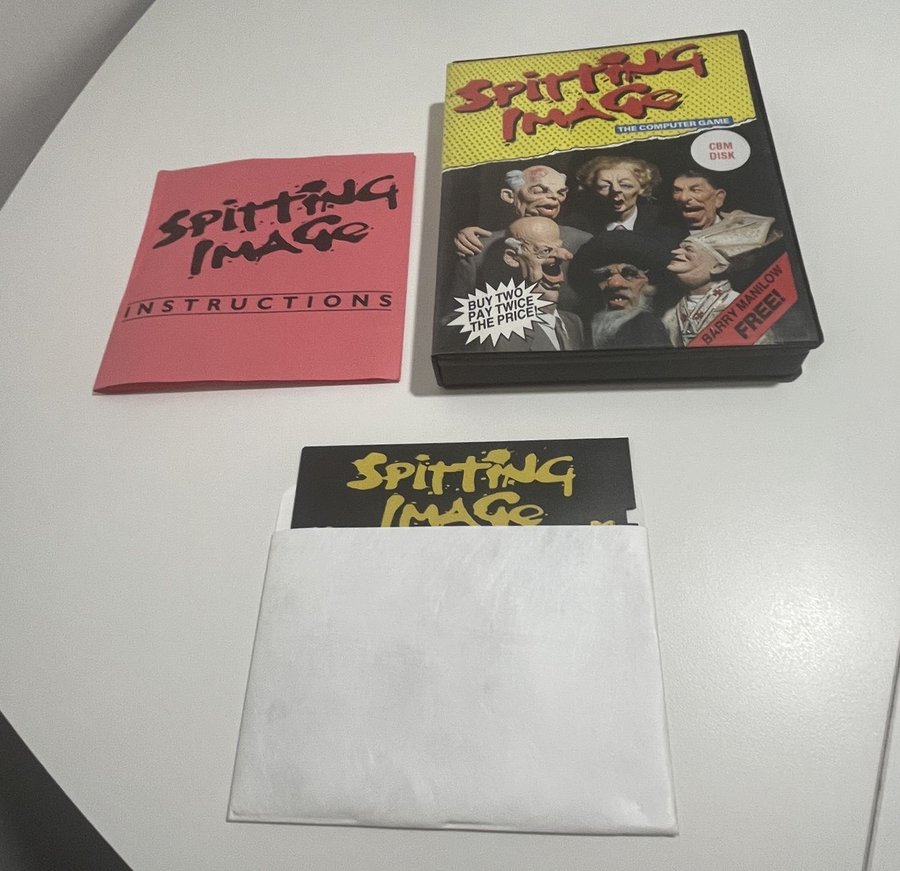 SPITTING
IMAGE
THE COMPUTER GAME
CBM
DISK
BUY TWO
PAY TWICE
THE PRICE!
BARRY MANILOW
FREE!
SPITTING
IMAGE
INSTRUCTIONS
SPITTING
IMAGE